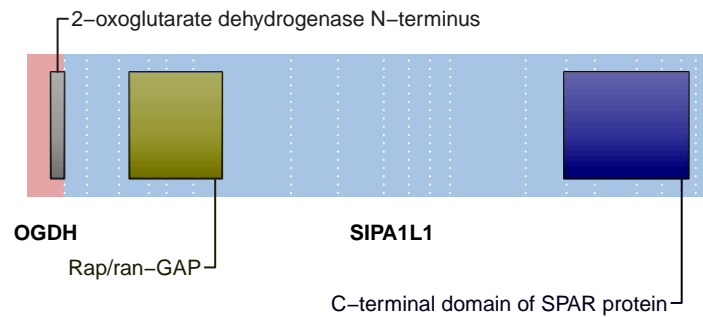 2−oxoglutarate dehydrogenase N−terminus
OGDH
SIPA1L1
Rap/ran−GAP
C−terminal domain of SPAR protein